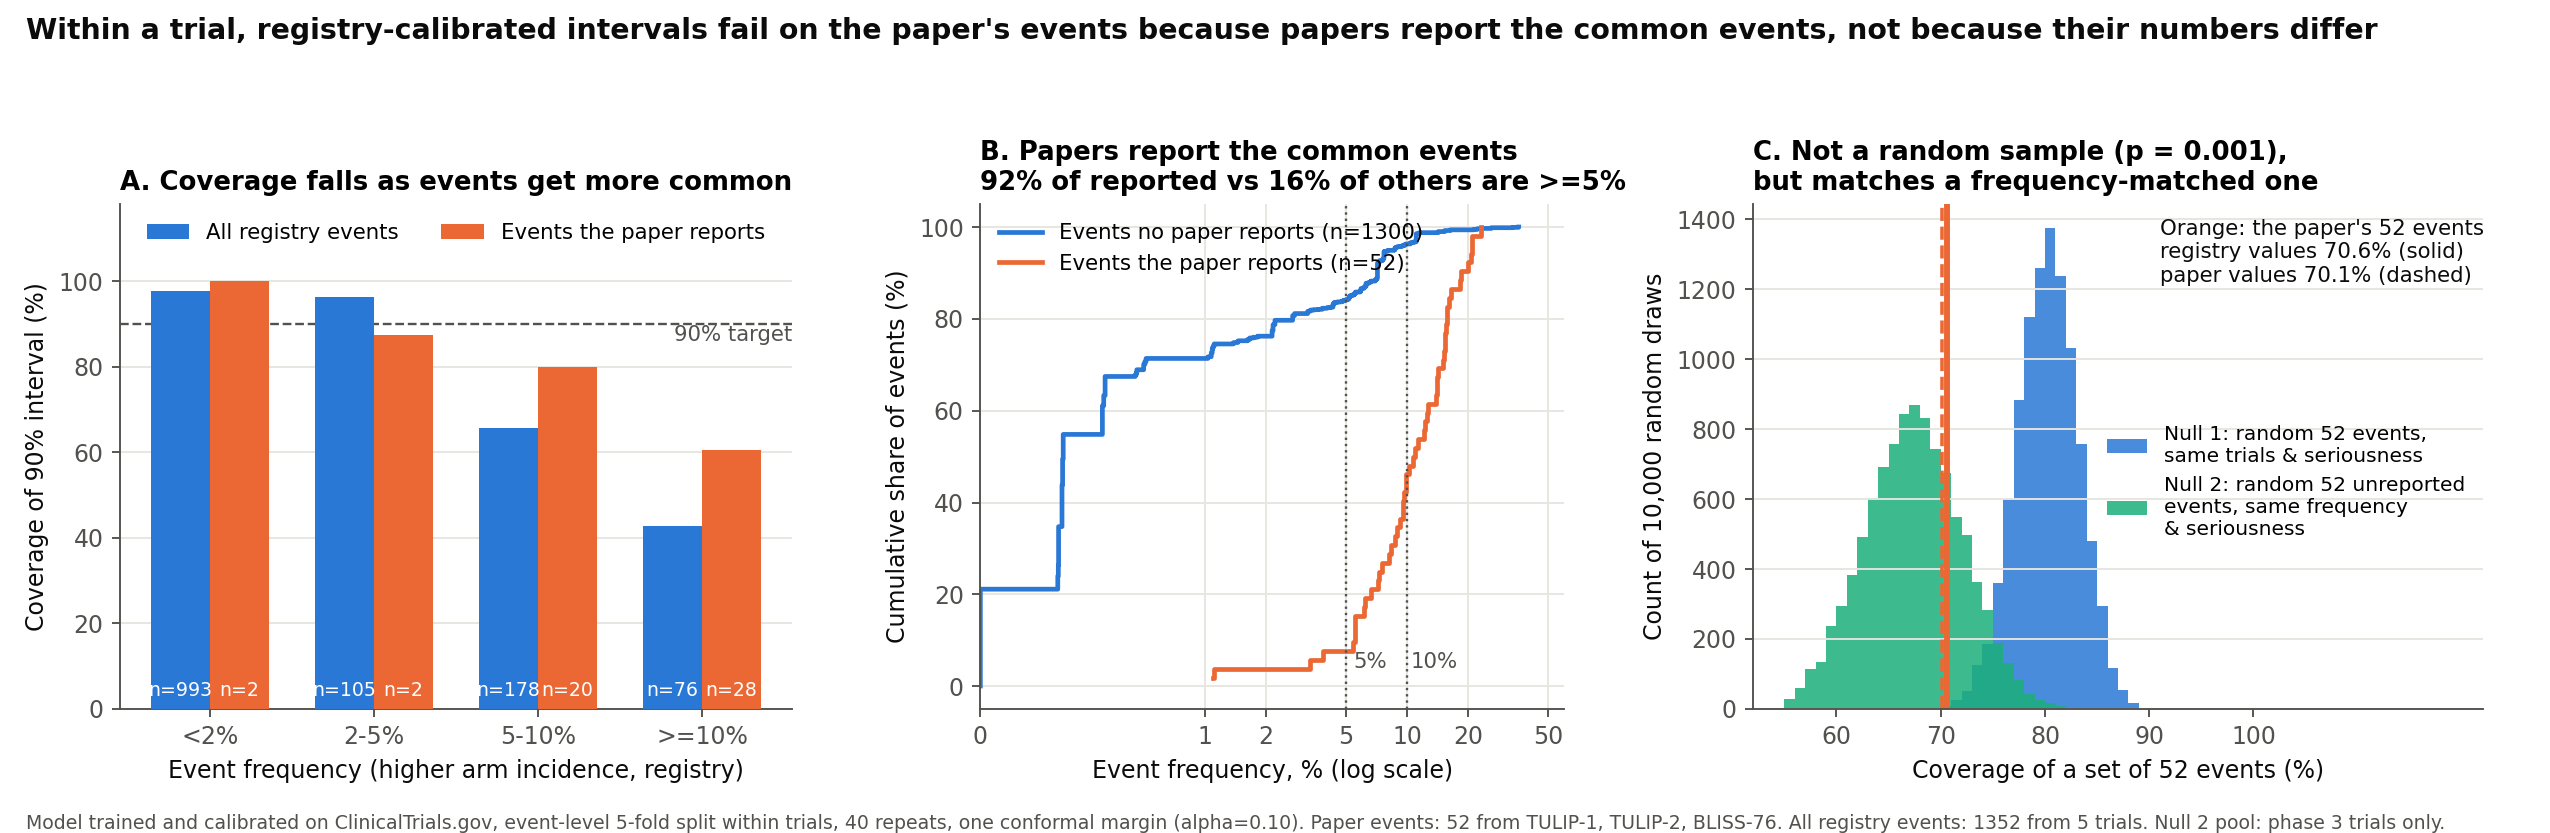 Within a trial, registry-calibrated intervals fail on the paper's events because papers report the common events, not because their numbers differ
A. Coverage falls as events get more common
All registry events
Events the paper reports
90% target
Coverage of 90% interval (%)
100
80
60
40
20
0
n=993
n=2
n=105
n=2
n=178
n=20
n=76
n=28
<2%
2-5%
5-10%
>=10%
Event frequency (higher arm incidence, registry)
B. Papers report the common events
92% of reported vs 16% of others are >=5%
Events no paper reports (n=1300)
Events the paper reports (n=52)
Cumulative share of events (%)
100
80
60
40
20
0
5%
10%
0
1
2
5
10
20
50
Event frequency, % (log scale)
C. Not a random sample (p = 0.001),
but matches a frequency-matched one
Orange: the paper's 52 events
registry values 70.6% (solid)
paper values 70.1% (dashed)
Null 1: random 52 events,
same trials & seriousness
Null 2: random 52 unreported
events, same frequency
& seriousness
Count of 10,000 random draws
1400
1200
1000
800
600
400
200
0
60
70
80
90
100
Coverage of a set of 52 events (%)
Model trained and calibrated on ClinicalTrials.gov, event-level 5-fold split within trials, 40 repeats, one conformal margin (alpha=0.10). Paper events: 52 from TULIP-1, TULIP-2, BLISS-76. All registry events: 1352 from 5 trials. Null 2 pool: phase 3 trials only.